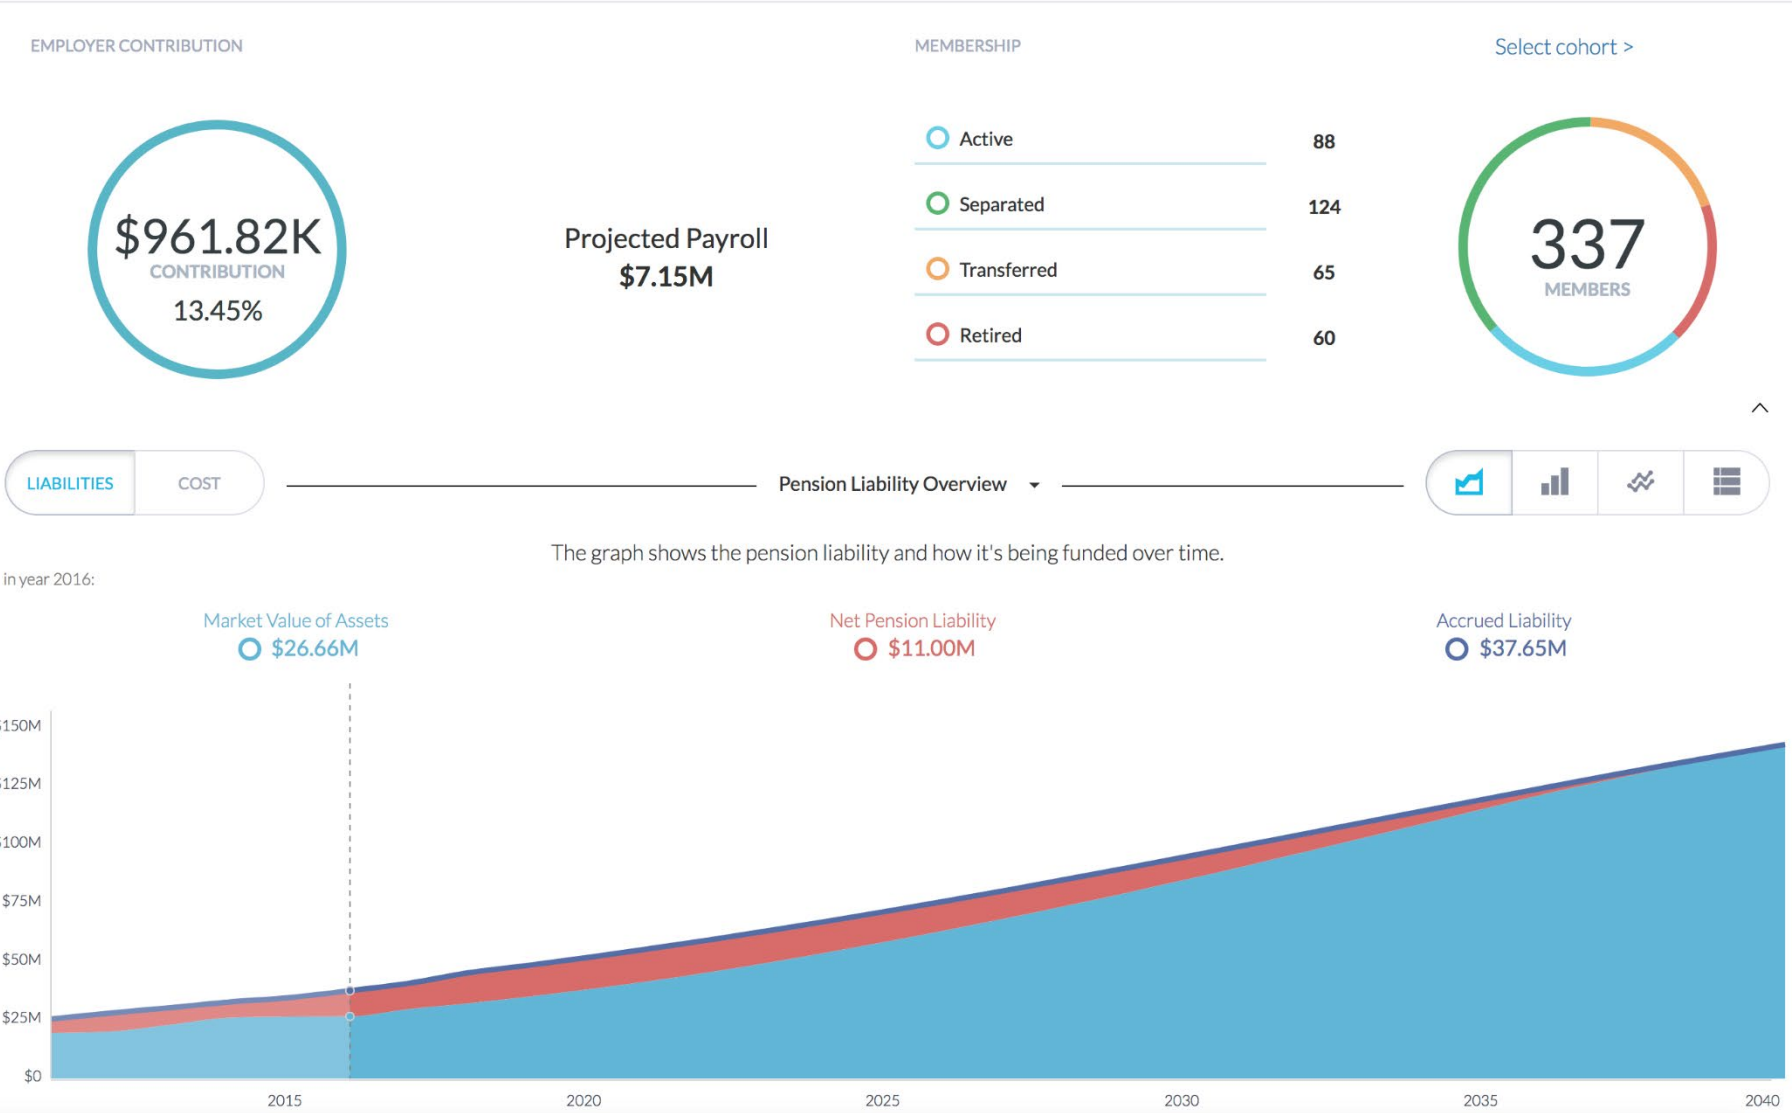 EMPLOYER CONTRIBUTION
MEMBERSHIP
Select cohort >
$961.82K
CONTRIBUTION
13.45%
Projected Payroll
$7.15M
Active 88
Separated 124
Transferred 65
Retired 60
337
MEMBERS
LIABILITIES
COST
Pension Liability Overview
The graph shows the pension liability and how it's being funded over time.
in year 2016:
Market Value of Assets
$26.66M
Net Pension Liability
$11.00M
Accrued Liability
$37.65M
$150M
$125M
$100M
$75M
$50M
$25M
$0
2015 2020 2025 2030 2035 2040